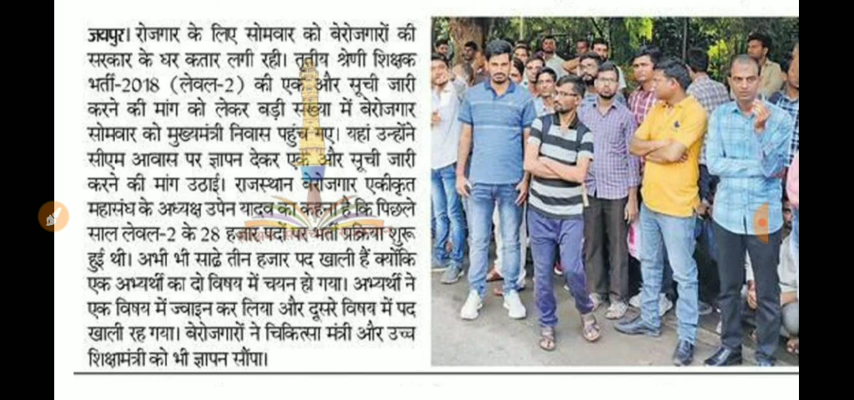 जयपुर। रोजगार के लिए सोमवार को बेरोजगारों की
सरकार के घर कतार लगी रही। तृतीय श्रेणी शिक्षक
भर्ती-2018 (लेवल-2) की एक और सूची जारी
करने की मांग को लेकर बड़ी संख्या में बेरोजगार
सोमवार को मुख्यमंत्री निवास पहुंच गए। यहां उन्होंने
सीएम आवास पर ज्ञापन देकर एक और सूची जारी
करने की मांग उठाई। राजस्थान बेरोजगार एकीकृत
महासंघ के अध्यक्ष उपेन यादव का कहना है कि पिछले
साल लेवल-2 के 28 हजार पदों पर भर्ती प्रक्रिया शुरू
हुई थी। अभी भी साढे तीन हजार पद खाली हैं क्योंकि
एक अभ्यर्थी का दो विषय में चयन हो गया। अभ्यर्थी ने
एक विषय में ज्वाइन कर लिया और दूसरे विषय में पद
खाली रह गया। बेरोजगारों ने चिकित्सा मंत्री और उच्च
शिक्षामंत्री को भी ज्ञापन सौंपा।